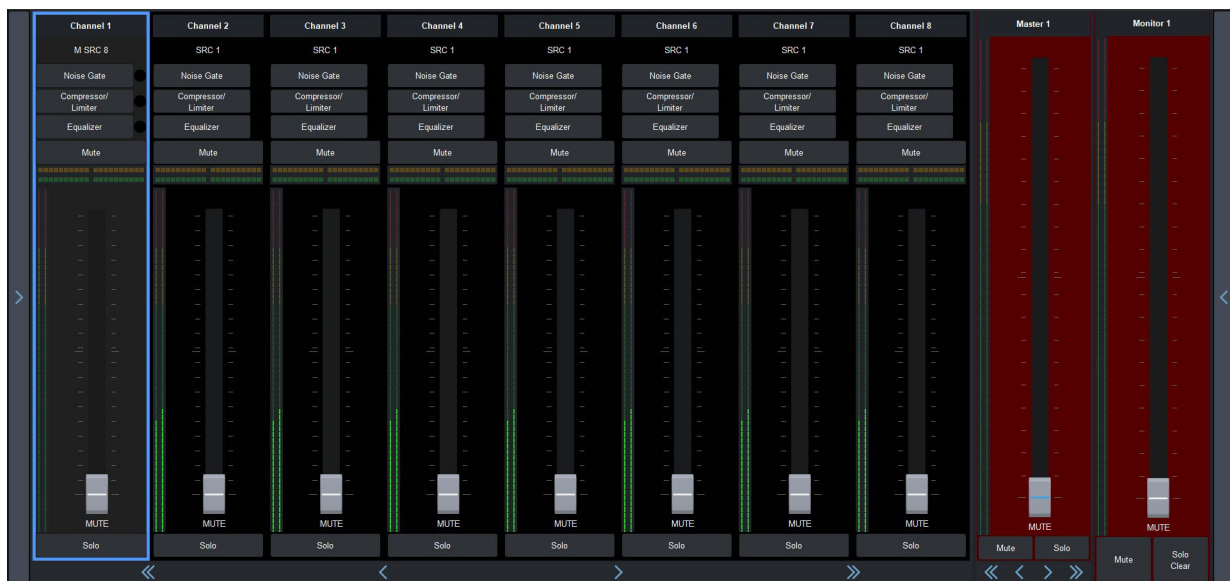 Channel 1 Channel 2 Channel 3 Channel 4 Channel 5 Channel 6 Channel 7 Channel 8 Master 1 Monitor 1
M SRC 8 SRC 1 SRC 1 SRC 1 SRC 1 SRC 1 SRC 1 SRC 1
Noise Gate Noise Gate Noise Gate Noise Gate Noise Gate Noise Gate Noise Gate Noise Gate
Compressor/ Compressor/ Compressor/ Compressor/ Compressor/ Compressor/ Compressor/ Compressor/
Limiter Limiter Limiter Limiter Limiter Limiter Limiter Limiter
Equalizer Equalizer Equalizer Equalizer Equalizer Equalizer Equalizer Equalizer
Mute Mute Mute Mute Mute Mute Mute Mute
MUTE MUTE MUTE MUTE MUTE MUTE MUTE MUTE MUTE MUTE
Solo Solo Solo Solo Solo Solo Solo Solo Mute Solo Mute Solo
Clear